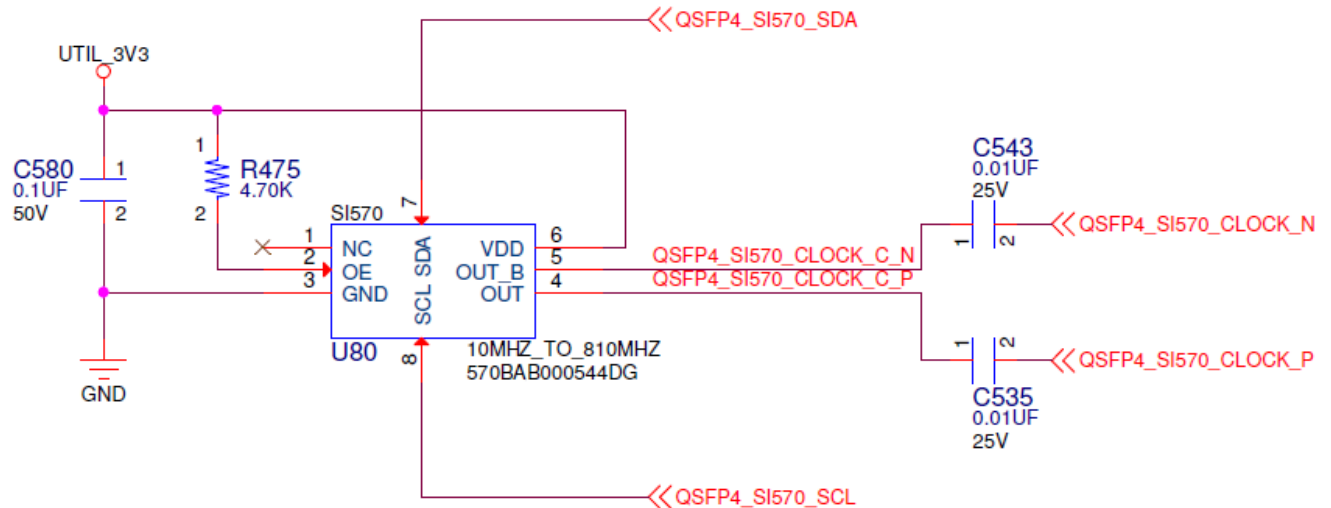 QSFP4_SI570_SDA
UTIL_3V3
C580
0.1UF
50V
1
2
1
2
R475
4.70K
SI570
7
1
2
3
NC
OE
GND
SCL SDA
VDD
OUT_B
OUT
6
5
4
U80
8
10MHZ_TO_810MHZ
570BAB000544DG
QSFP4_SI570_CLOCK_C_N
QSFP4_SI570_CLOCK_C_P
C543
0.01UF
25V
1
2
QSFP4_SI570_CLOCK_N
1
2
QSFP4_SI570_CLOCK_P
C535
0.01UF
25V
GND
QSFP4_SI570_SCL